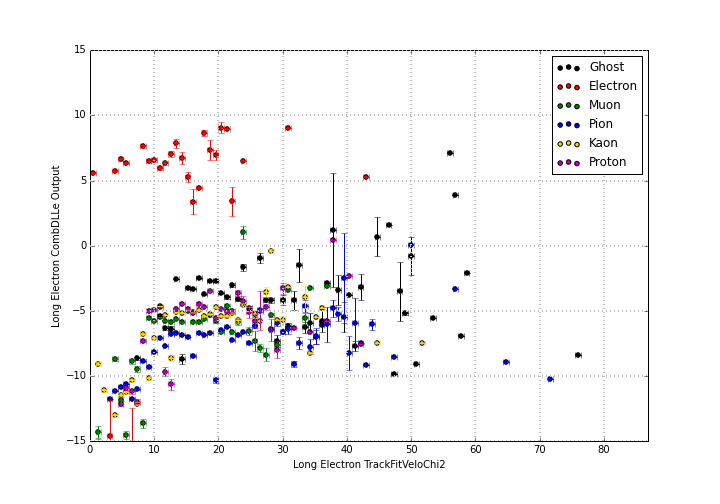 15
10
5
0
−5
−10
−15
0
10
20
30
40
50
60
70
80
Long Electron CombDLLe Output
Long Electron TrackFitVeloChi2
Ghost
Electron
Muon
Pion
Kaon
Proton